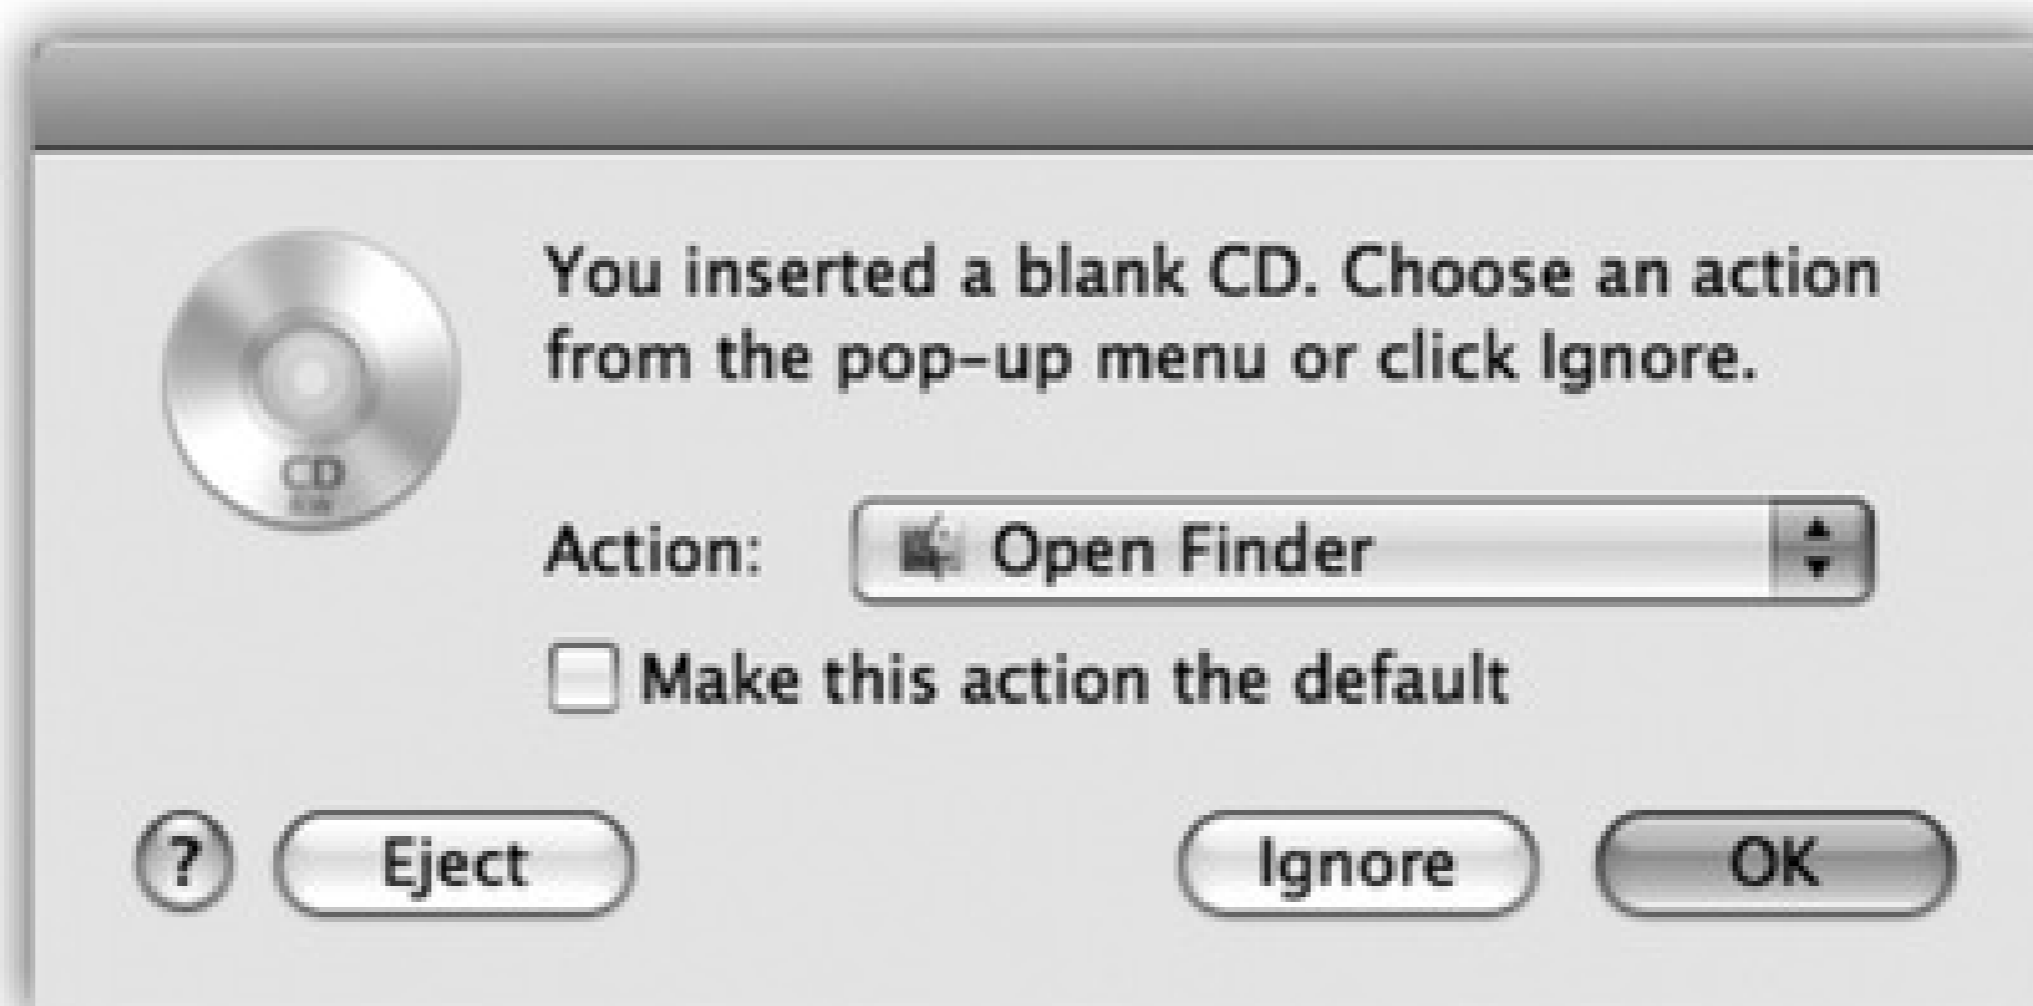 You inserted a blank CD. Choose an action
from the pop-up menu or click Ignore.
CD
Action: Open Finder
Make this action the default
? Eject Ignore OK